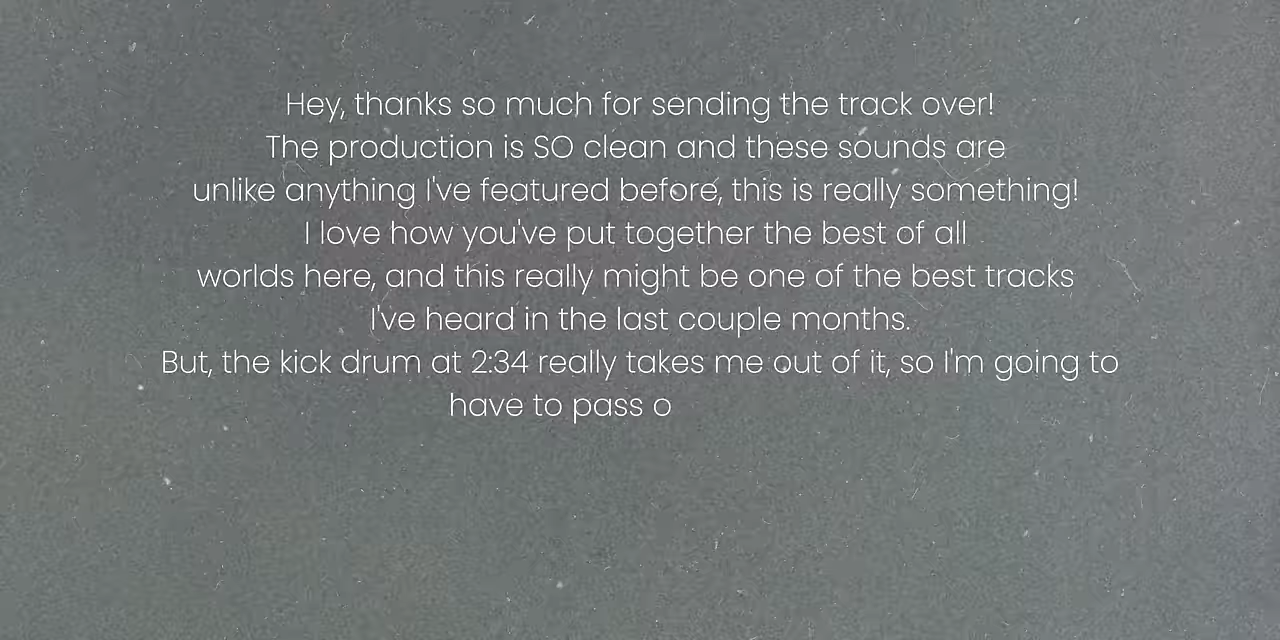 Hey, thanks so much for sending the track over!
The production is SO clean and these sounds are
unlike anything I've featured before, this is really something!
I love how you've put together the best of all
worlds here, and this really might be one of the best tracks
I've heard in the last couple months.
But, the kick drum at 2:34 really takes me out of it, so I'm going to
have to pass o